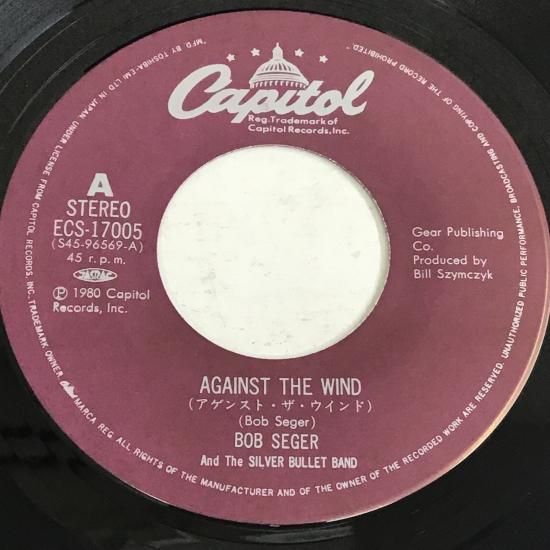 "MFD BY TOSHIBA-EMI LTD IN JAPAN, UNDER LICENSE FROM CAPITOL RECORDS, INC. TRADEMARK OWNER
MARCA REG. ALL RIGHTS OF THE MANUFACTURER AND OF THE OWNER OF THE RECORDED WORK ARE RESERVED. UNAUTHORIZED PUBLIC PERFORMANCE, BROADCASTING AND COPYING OF THE RECORD PROHIBITED."
Capitol
Reg. Trademark of
Capitol Records, Inc.
A
STEREO
ECS-17005
(S45-96569-A)
45 r.p.m.
JASRAC
Ⓟ 1980 Capitol
Records, Inc.
Gear Publishing
Co.
Produced by
Bill Szymczyk
AGAINST THE WIND
(アゲンスト・ザ・ウインド)
(Bob Seger)
BOB SEGER
And The SILVER BULLET BAND